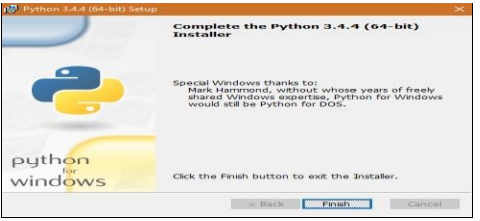 Python 3.4.4 (64-bit) Setup
Complete the Python 3.4.4 (64-bit)
Installer
Special Windows thanks to:
Mark Hammond, without whose years of freely
shared Windows expertise, Python for Windows
would still be Python for DOS.
python
for
windows
Click the Finish button to exit the Installer.
< Back Finish Cancel